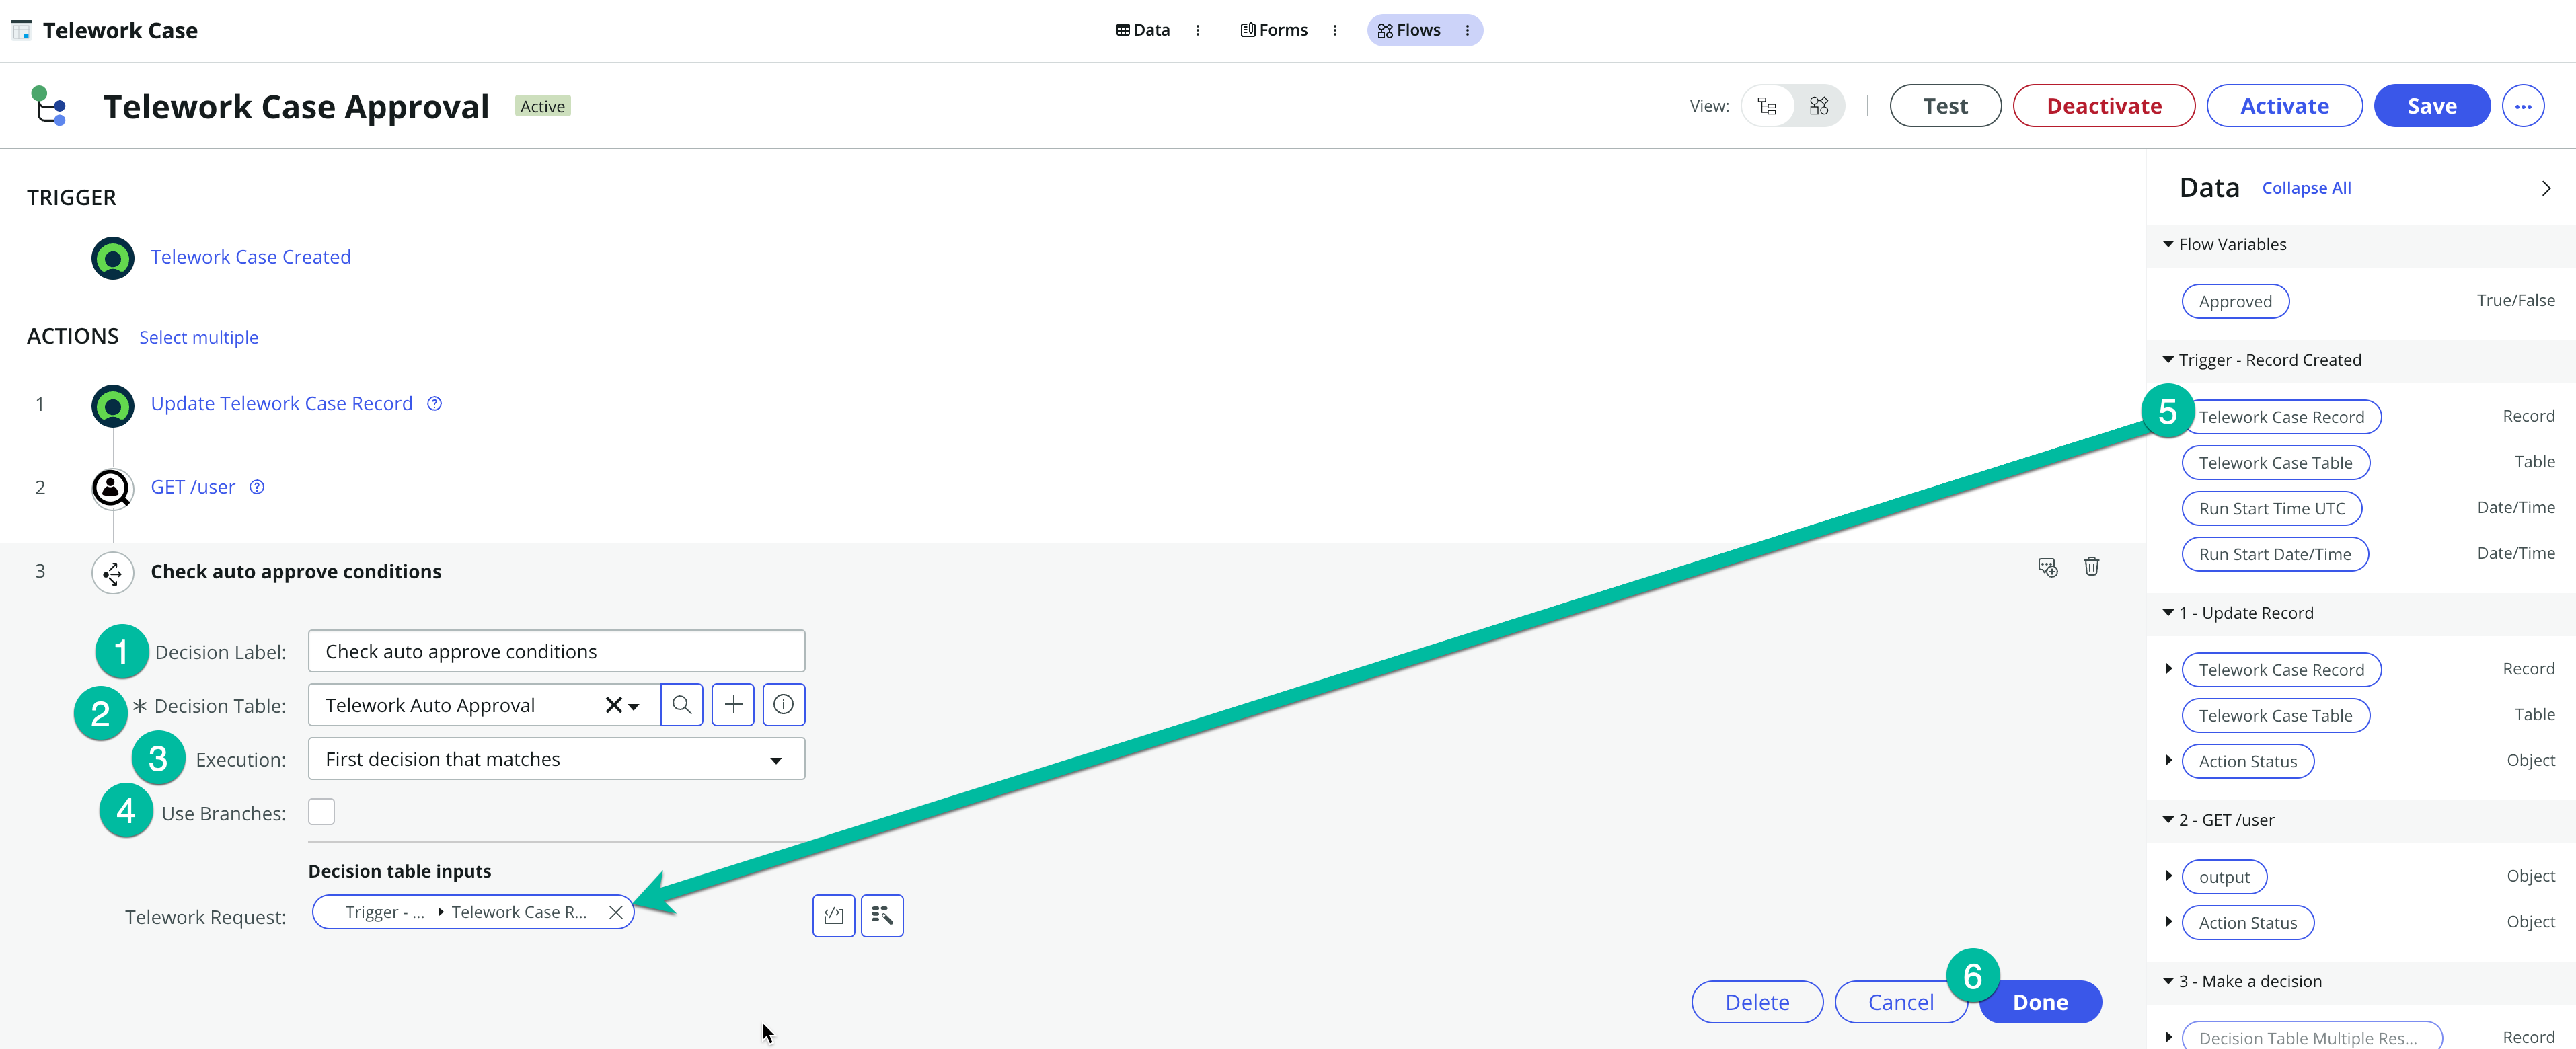 Telework Case
Data
Forms
Flows
Telework Case Approval
Active
View:
Test
Deactivate
Activate
Save
TRIGGER
Telework Case Created
ACTIONS
Select multiple
1
Update Telework Case Record
2
GET /user
3
Check auto approve conditions
1
Decision Label:
Check auto approve conditions
2
* Decision Table:
Telework Auto Approval
3
Execution:
First decision that matches
4
Use Branches:
Decision table inputs
Telework Request:
Trigger - ... Telework Case R...
Delete
Cancel
6
Done
Data
Collapse All
Flow Variables
Approved True/False
Trigger - Record Created
5
Telework Case Record Record
Telework Case Table Table
Run Start Time UTC Date/Time
Run Start Date/Time Date/Time
1 - Update Record
Telework Case Record Record
Telework Case Table Table
Action Status Object
2 - GET /user
output Object
Action Status Object
3 - Make a decision
Decision Table Multiple Res... Record